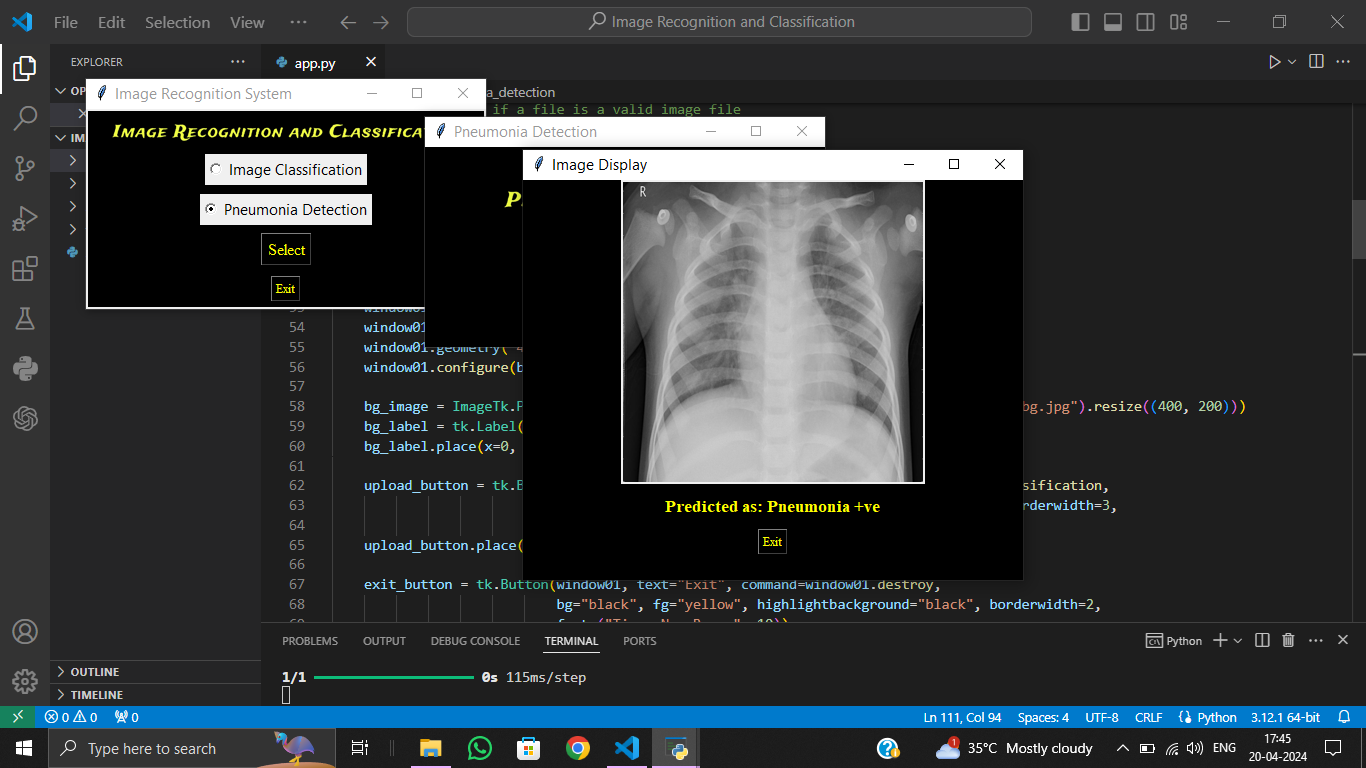 File Edit Selection View ··· Image Recognition and Classification
EXPLORER ···
app.py
a_detection
if a file is a valid image file
Image Recognition System
Image Recognition and Classifica
Image Classification
Pneumonia Detection
Select
Exit
Pneumonia Detection
P
Image Display
R
Predicted as: Pneumonia +ve
Exit
OP
IM
54 window01
55 window01.geometry(
56 window01.configure(b
57
58 bg_image = ImageTk.P bg.jpg").resize((400, 200)))
59 bg_label = tk.Label(
60 bg_label.place(x=0,
61
62 upload_button = tk.B sification,
63 rderwidth=3,
64
65 upload_button.place(
66
67 exit_button = tk.Button(window01, text="Exit", command=window01.destroy,
68 bg="black", fg="yellow", highlightbackground="black", borderwidth=2,
PROBLEMS OUTPUT DEBUG CONSOLE TERMINAL PORTS Python
1/1 0s 115ms/step
OUTLINE
TIMELINE
0 0 0 Ln 111, Col 94 Spaces: 4 UTF-8 CRLF Python 3.12.1 64-bit
Type here to search
1 35°C Mostly cloudy ENG
17:45
20-04-2024